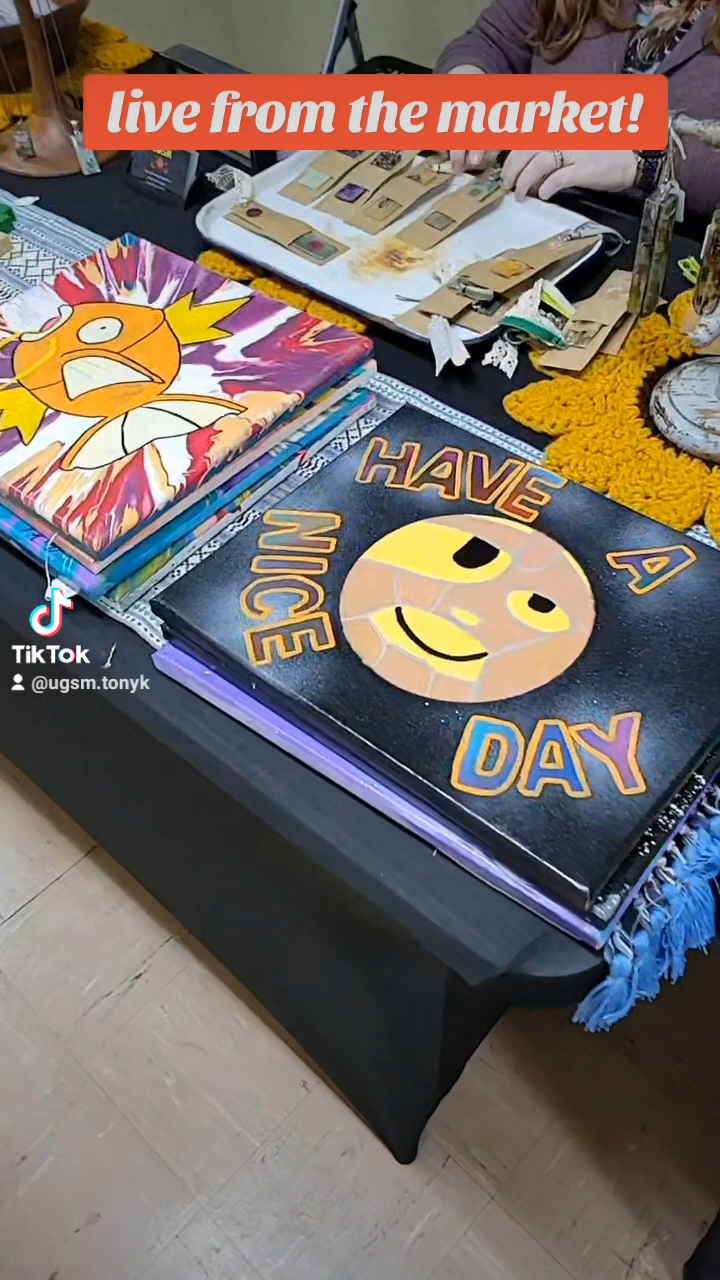 live from the market!
HAVE
A
NICE
DAY
TikTok
@ugsm.tonyk